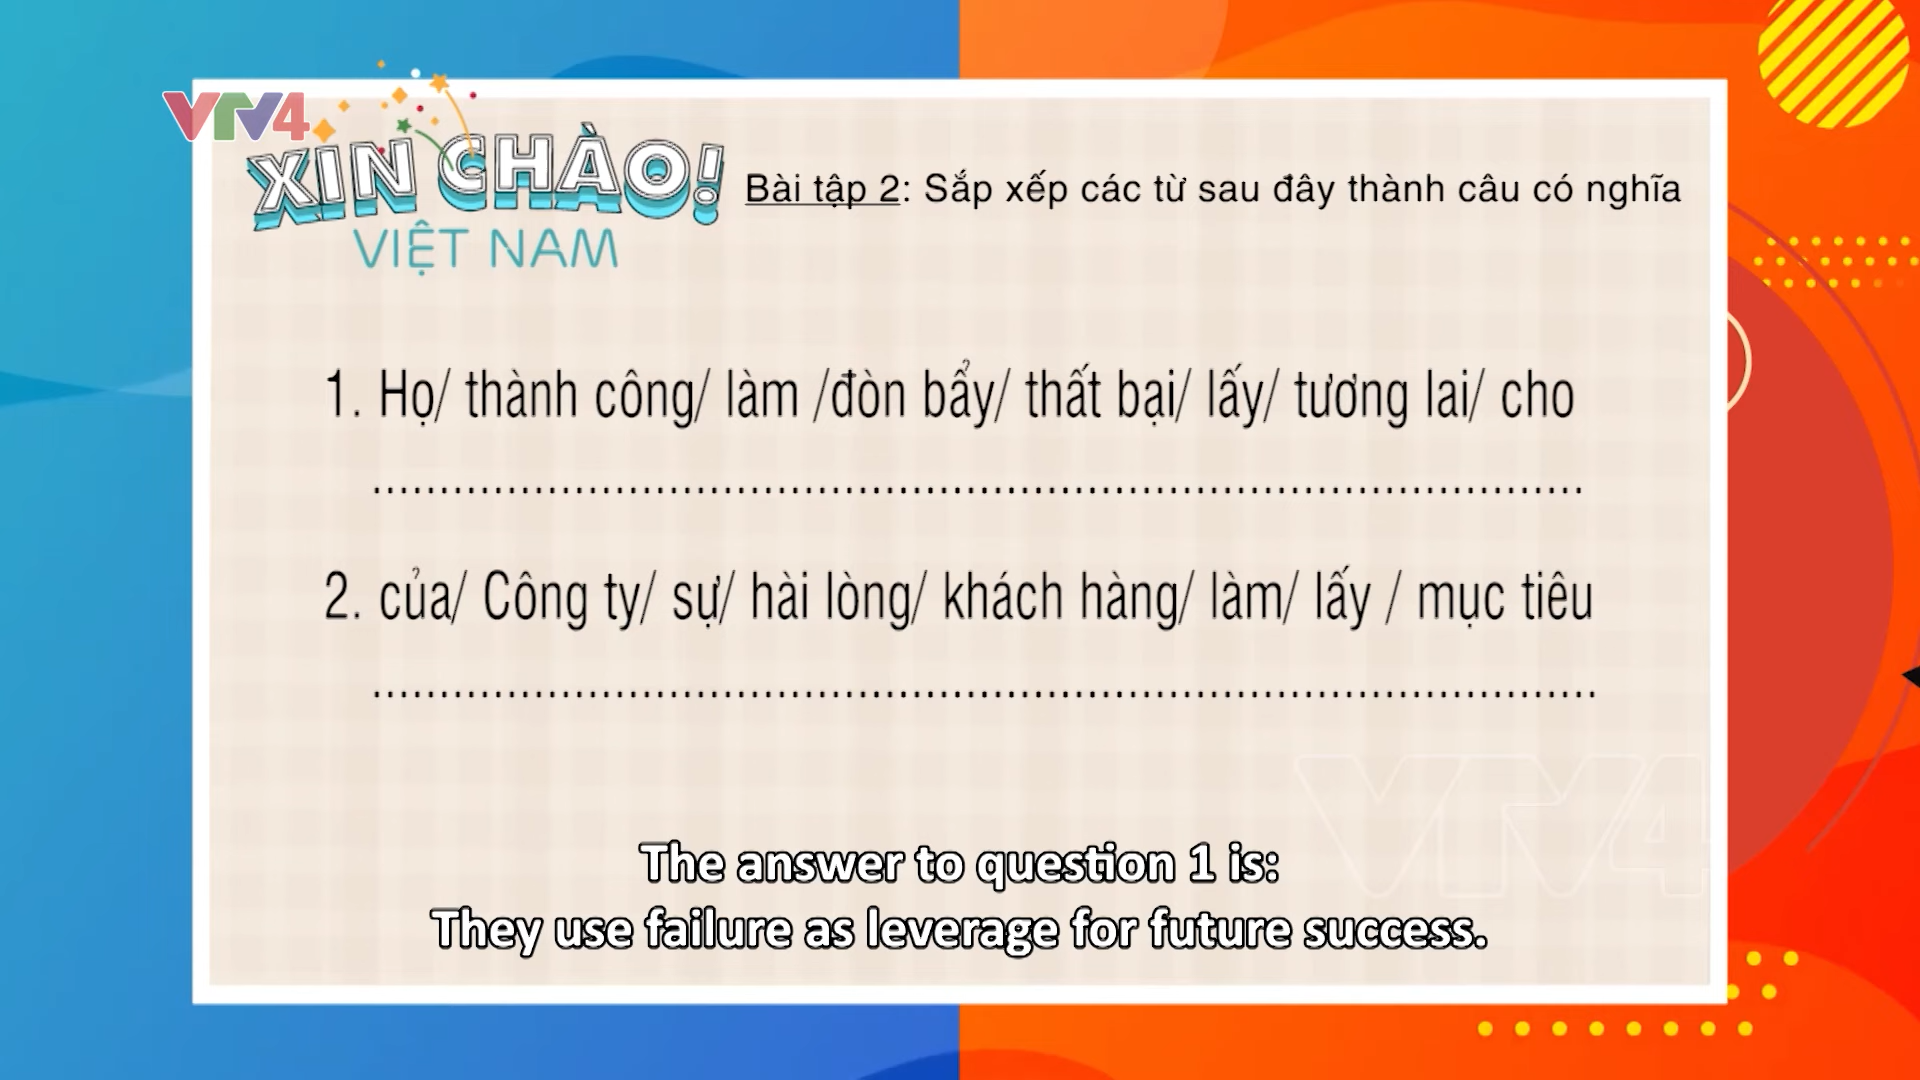 VTV4
XIN CHÀO!
VIỆT NAM
Bài tập 2: Sắp xếp các từ sau đây thành câu có nghĩa
1. Họ/ thành công/ làm /đòn bẩy/ thất bại/ lấy/ tương lai/ cho
........................................................................................
2. của/ Công ty/ sự/ hài lòng/ khách hàng/ làm/ lấy / mục tiêu
.........................................................................................
VTV4
The answer to question 1 is:
They use failure as leverage for future success.